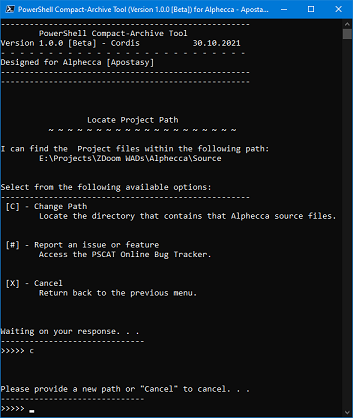 PowerShell Compact-Archive Tool (Version 1.0.0 [Beta]) for Alphecca - Apostas...
------------------------------------------------------
PowerShell Compact-Archive Tool
Version 1.0.0 [Beta] - Cordis 30.10.2021
- - - - - - - - - - - - - - - - - - - - - - - - - -
Designed for Alphecca [Apostasy]
------------------------------------------------------
------------------------------------------------------
Locate Project Path
~ ~ ~ ~ ~ ~ ~ ~ ~ ~ ~ ~ ~ ~ ~ ~ ~ ~ ~ ~
I can find the Project files within the following path:
E:\Projects\ZDoom WADs\Alphecca\Source
Select from the following available options:
------------------------------------------------------
[C] - Change Path
Locate the directory that contains that Alphecca source files.
[#] - Report an issue or feature
Access the PSCAT Online Bug Tracker.
[X] - Cancel
Return back to the previous menu.
Waiting on your response. . .
------------------------------
>>>>> c
Please provide a new path or "Cancel" to cancel. . .
------------------------------
>>>>> _